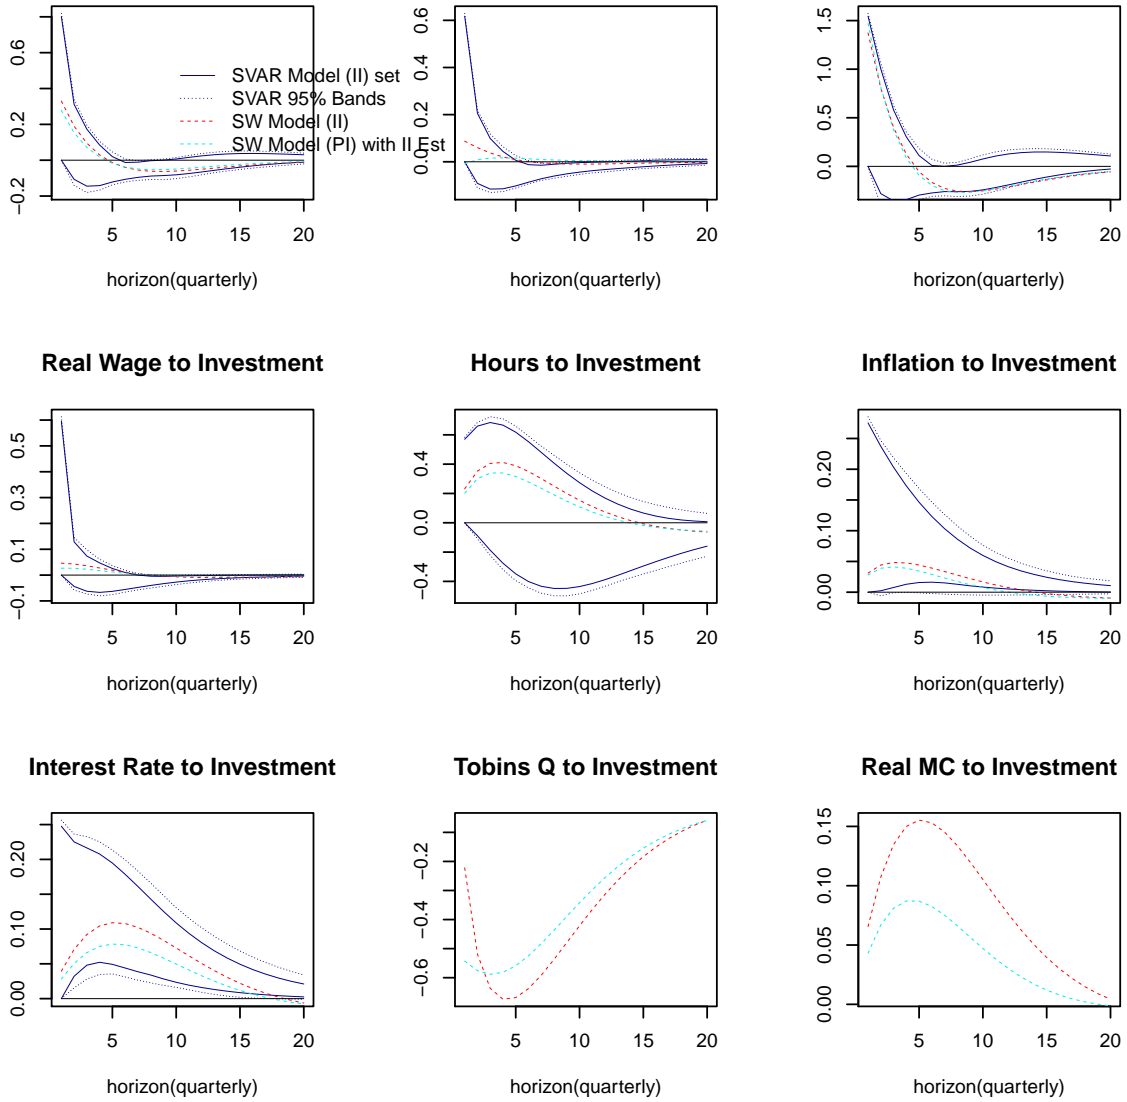 0.6
0.2
−0.2
5 10 15 20
horizon(quarterly)
SVAR Model (II) set
SVAR 95% Bands
SW Model (II)
SW Model (PI) with II Est
0.6
0.4
0.2
0.0
5 10 15 20
horizon(quarterly)
1.5
1.0
0.5
0.0
5 10 15 20
horizon(quarterly)
Real Wage to Investment
0.5
0.3
0.1
−0.1
5 10 15 20
horizon(quarterly)
Hours to Investment
0.4
0.0
−0.4
5 10 15 20
horizon(quarterly)
Inflation to Investment
0.20
0.10
0.00
5 10 15 20
horizon(quarterly)
Interest Rate to Investment
0.20
0.10
0.00
5 10 15 20
horizon(quarterly)
Tobins Q to Investment
−0.2
−0.4
−0.6
5 10 15 20
horizon(quarterly)
Real MC to Investment
0.15
0.10
0.05
0.00
5 10 15 20
horizon(quarterly)